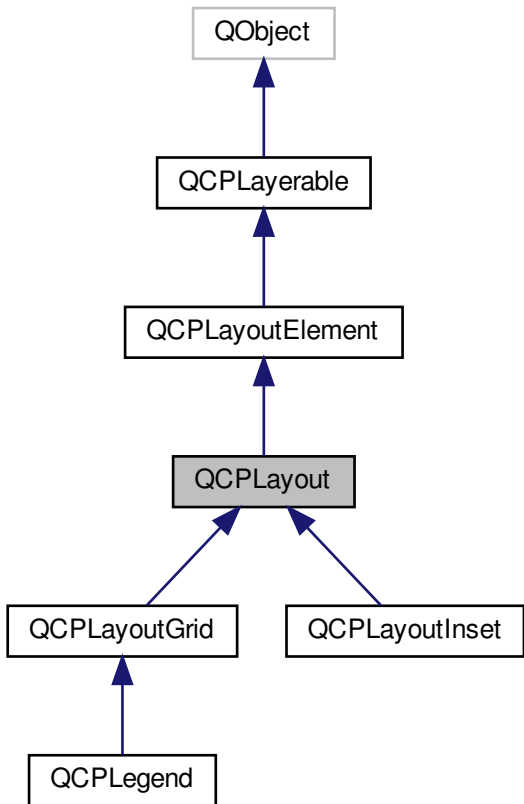 QObject
QCPLayerable
QCPLayoutElement
QCPLayout
QCPLayoutGrid
QCPLayoutInset
QCPLegend